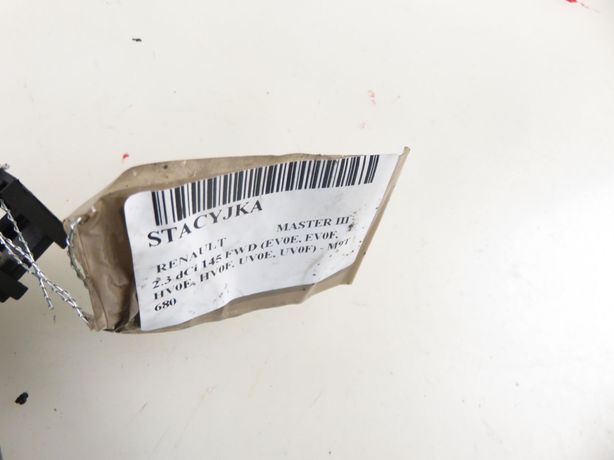 STACYJKA
RENAULT MASTER III
2.3 dCi 145 FWD (EV0E, EV0F,
HV0E, HV0F, UV0E, UV0F) - M9T
680